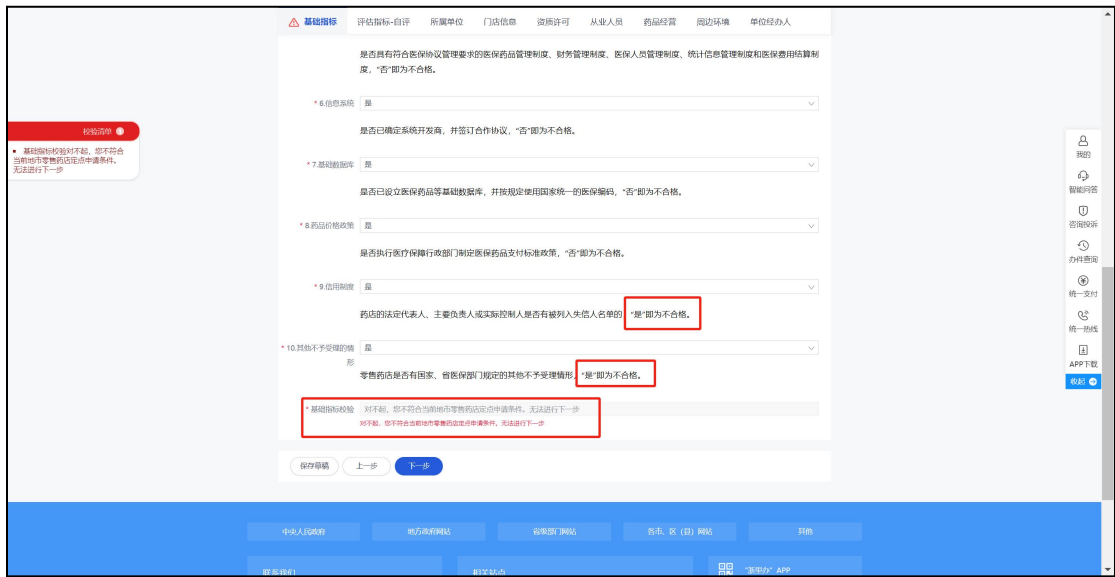 基础指标 评估指标-自评 所属单位 门店信息 资质许可 从业人员 药品经营 周边环境 单位经办人
是否具有符合医保协议管理要求的医保药品管理制度、财务管理制度、医保人员管理制度、统计信息管理制度和医保费用结算制
度，“否”即为不合格。
* 6.信息系统 是
是否已确定系统开发商，并签订合作协议，“否”即为不合格。
校验清单
基础指标校验对不起，您不符合
当前地市零售药店定点申请条件。
无法进行下一步
* 7.基础数据库 是
是否已设立医保药品等基础数据库，并按规定使用国家统一的医保编码，“否”即为不合格。
* 8.药品价格政策 是
是否执行医疗保障行政部门制定医保药品支付标准政策，“否”即为不合格。
* 9.信用制度 是
药店的法定代表人、主要负责人或实际控制人是否有被列入失信人名单的，“是”即为不合格。
* 10.其他不予受理的情
形
是
零售药店是否有国家、省医保部门规定的其他不予受理情形，“是”即为不合格。
* 基础指标校验 对不起，您不符合当前地市零售药店定点申请条件。无法进行下一步
对不起，您不符合当前地市零售药店定点申请条件。无法进行下一步
保存草稿 上一步 下一步
我的
智能问答
咨询投诉
办件查询
统一支付
统一热线
APP下载
收起
中央人民政府 地方政府网站 省级部门网站 各市、区（县）网站 其他
联系我们 相关站点 “浙里办” APP